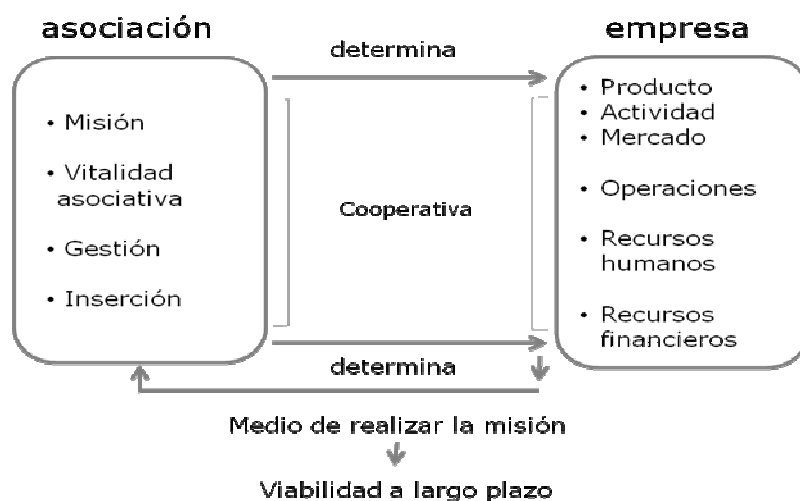 asociación
determina
empresa
• Misión
• Vitalidad
asociativa
• Gestión
• Inserción
Cooperativa
• Producto
• Actividad
• Mercado
• Operaciones
• Recursos
humanos
• Recursos
financieros
determina
Medio de realizar la misión
Viabilidad a largo plazo